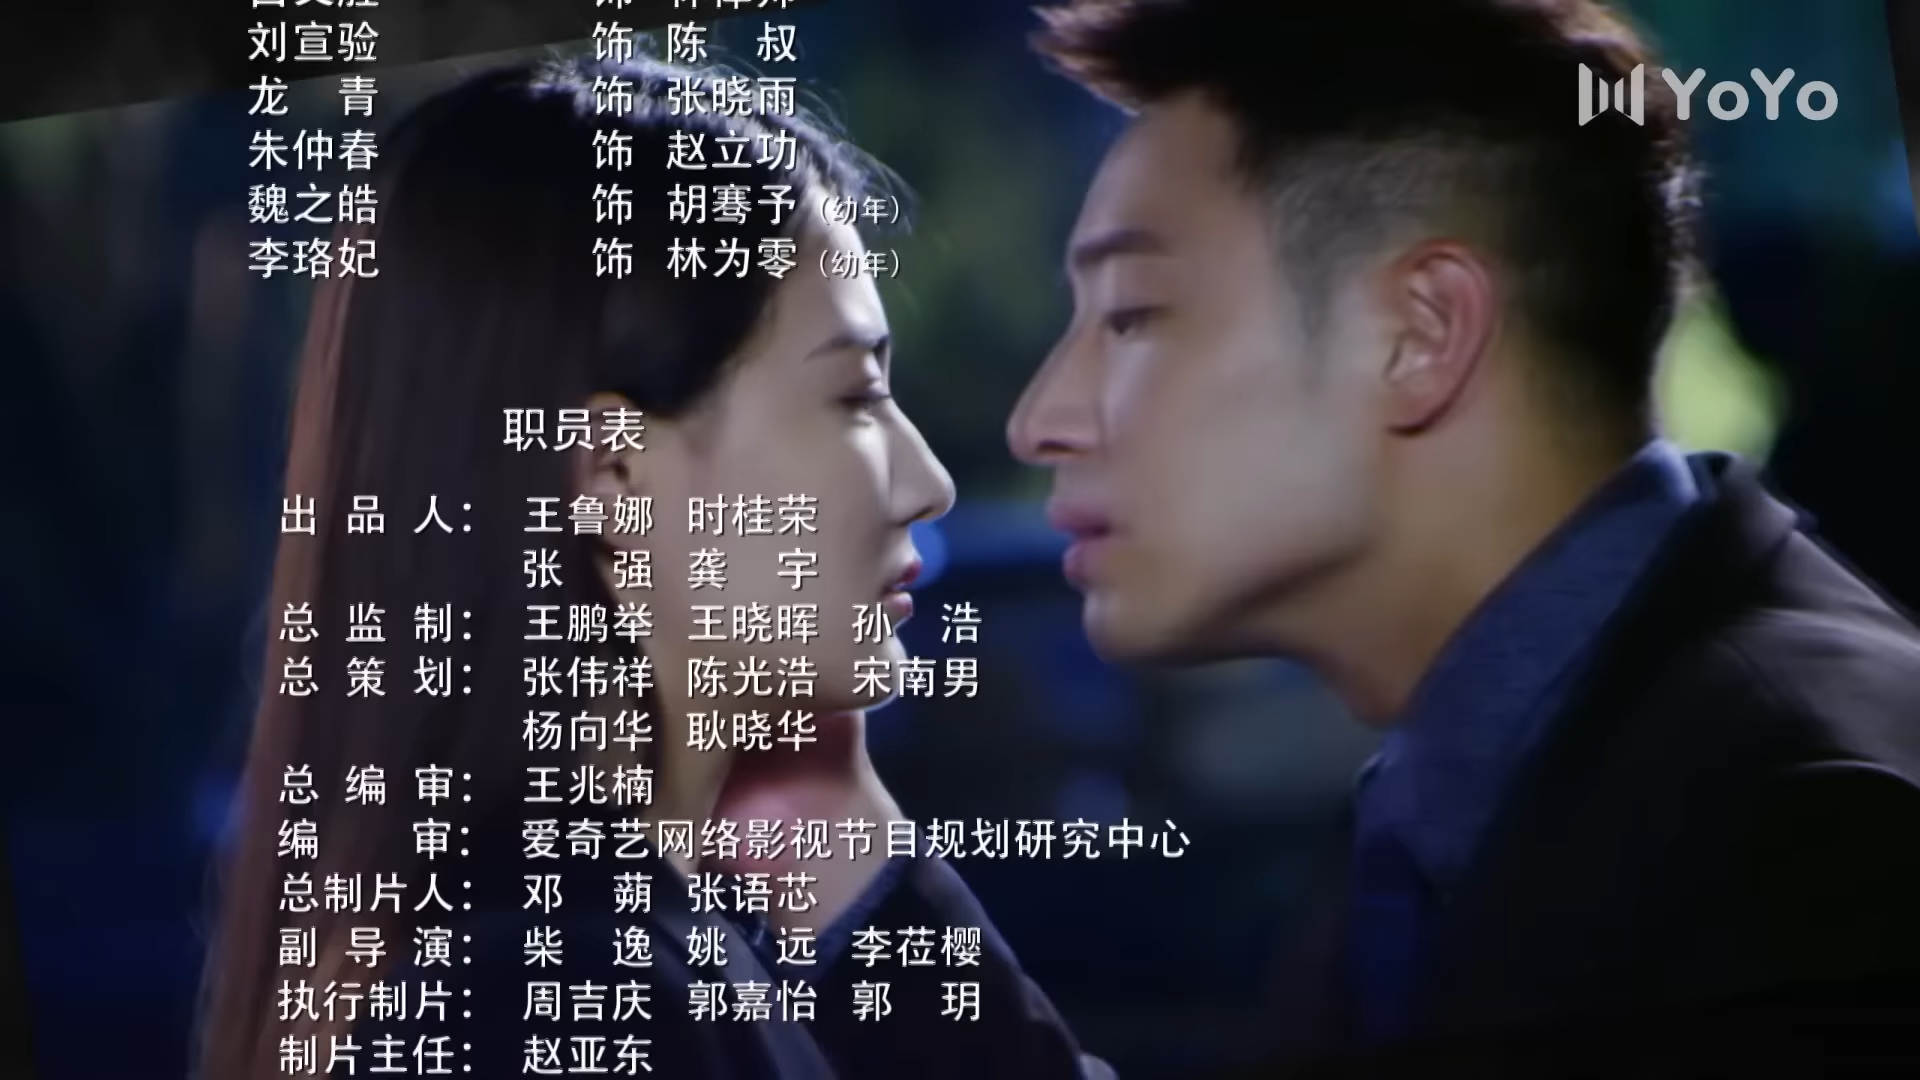 刘宣验 饰 陈 叔
YoYo
龙 青 饰 张晓雨
朱仲春 饰 赵立功
魏之皓 饰 胡骞予（幼年）
李珞妃 饰 林为零（幼年）
职员表
出 品 人： 王鲁娜 时桂荣
张 强 龚 宇
总 监 制： 王鹏举 王晓晖 孙 浩
总 策 划： 张伟祥 陈光浩 宋南男
杨向华 耿晓华
总 编 审： 王兆楠
编 审： 爱奇艺网络影视节目规划研究中心
总制片人： 邓 蒴 张语芯
副 导 演： 柴 逸 姚 远 李莅樱
执行制片： 周吉庆 郭嘉怡 郭 玥
制片主任： 赵亚东